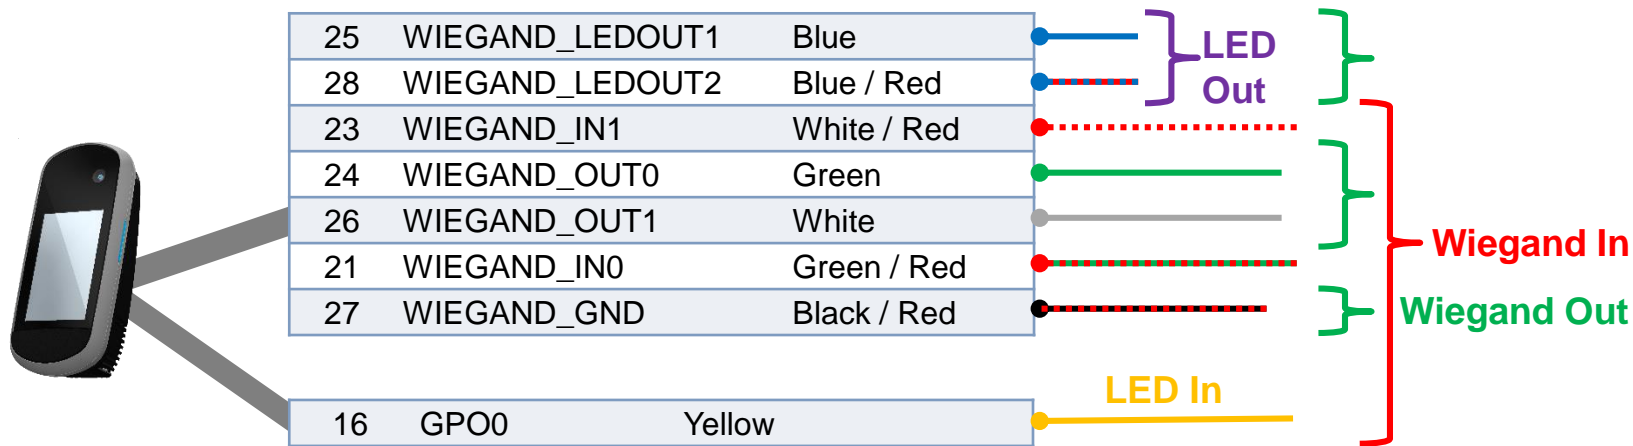 25 WIEGAND_LEDOUT1 Blue
28 WIEGAND_LEDOUT2 Blue / Red
LED
Out
23 WIEGAND_IN1 White / Red
24 WIEGAND_OUT0 Green
26 WIEGAND_OUT1 White
21 WIEGAND_IN0 Green / Red
27 WIEGAND_GND Black / Red
Wiegand In
Wiegand Out
LED In
16 GPO0 Yellow